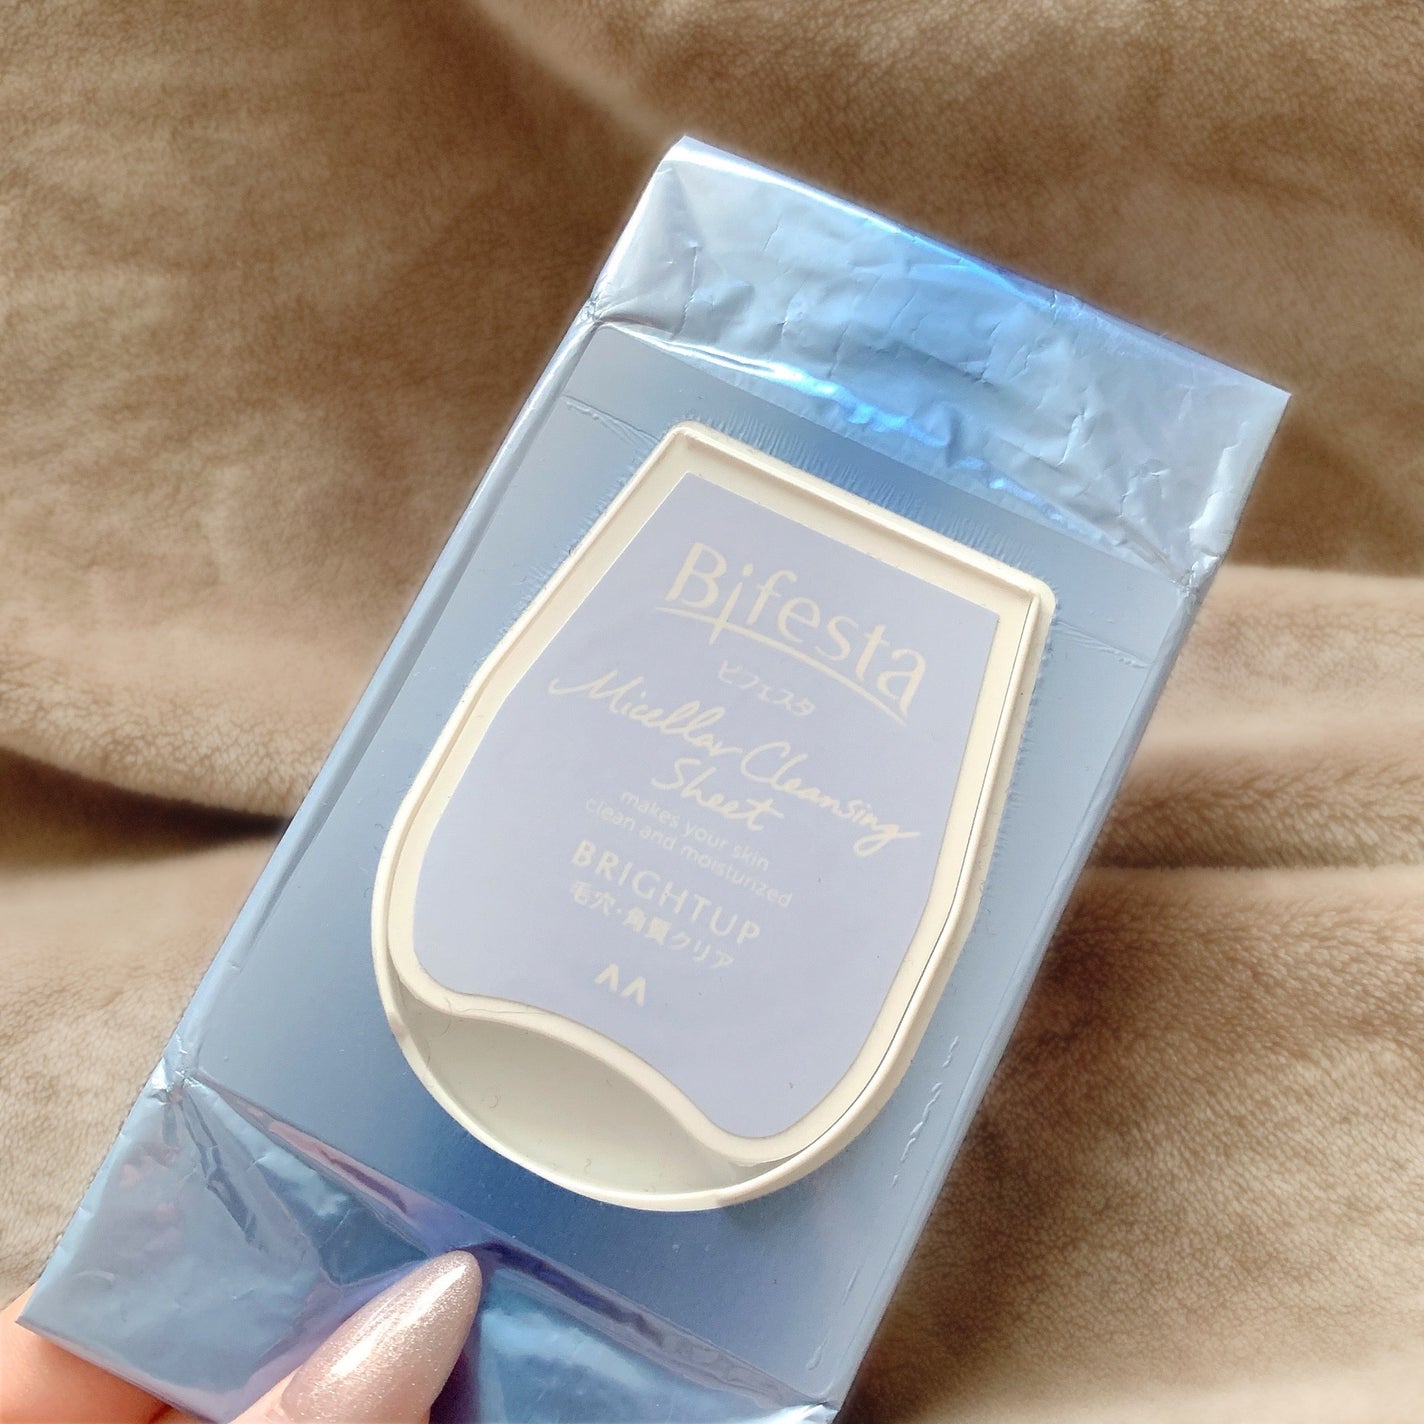 Bifesta
ビフェスタ
Micellar Cleansing
Sheet
makes your skin
clean and moisturized
BRIGHTUP
毛穴・角質クリア